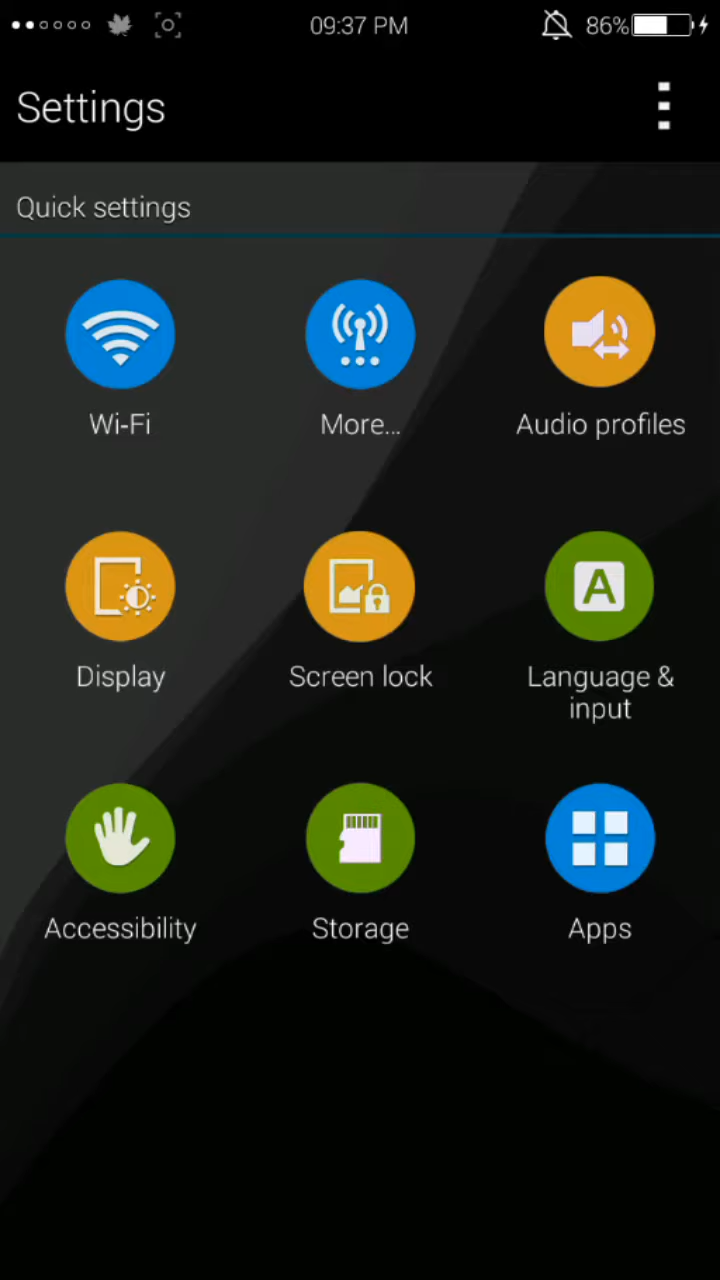 09:37 PM
86%
Settings
Quick settings
Wi-Fi
More...
Audio profiles
Display
Screen lock
A
Language &
input
Accessibility
Storage
Apps